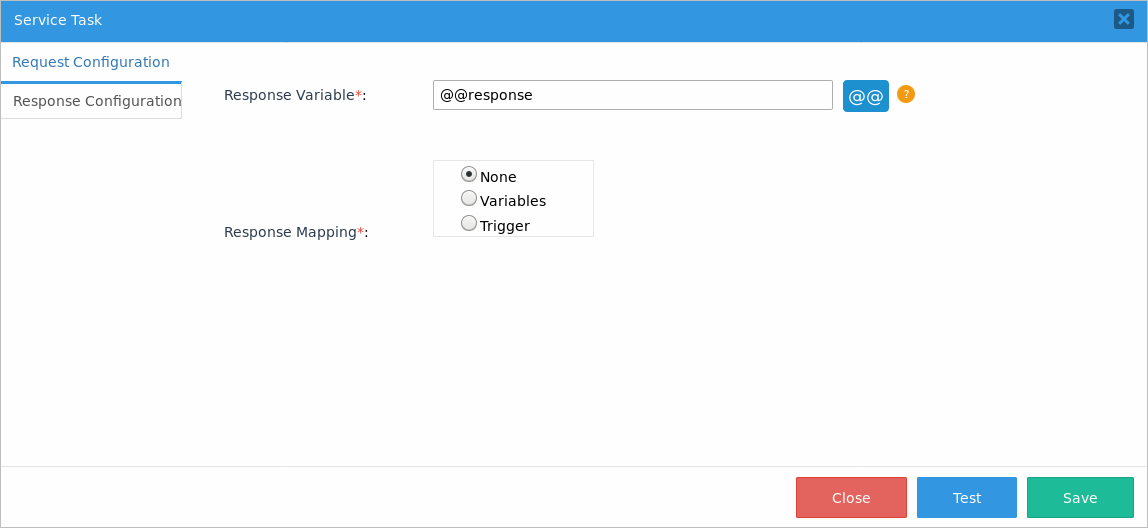 Service Task
Request Configuration
Response Configuration
Response Variable*:
@@response
@@
?
None
Variables
Trigger
Response Mapping*:
Close
Test
Save